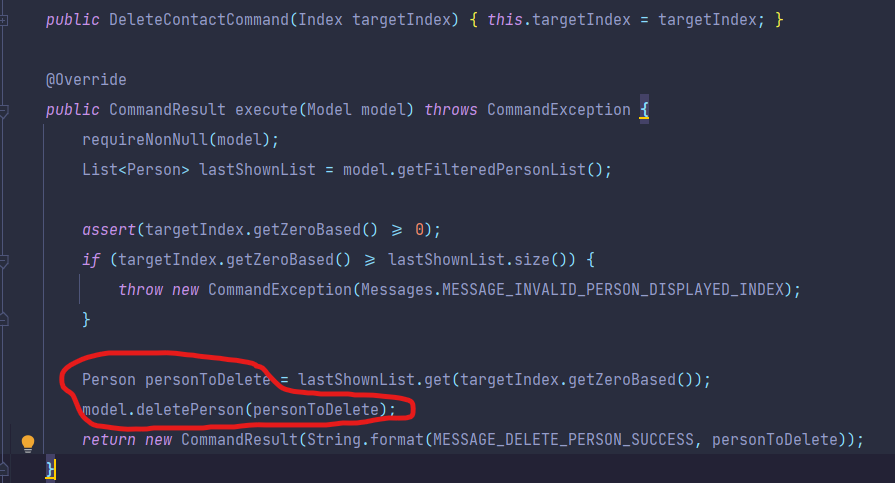 public DeleteContactCommand(Index targetIndex) { this.targetIndex = targetIndex; }
@Override
public CommandResult execute(Model model) throws CommandException {
requireNonNull(model);
List<Person> lastShownList = model.getFilteredPersonList();
assert(targetIndex.getZeroBased() ⩾ 0);
if (targetIndex.getZeroBased() ⩾ lastShownList.size()) {
throw new CommandException(Messages.MESSAGE_INVALID_PERSON_DISPLAYED_INDEX);
}
Person personToDelete = lastShownList.get(targetIndex.getZeroBased());
model.deletePerson(personToDelete);
return new CommandResult(String.format(MESSAGE_DELETE_PERSON_SUCCESS, personToDelete));
}